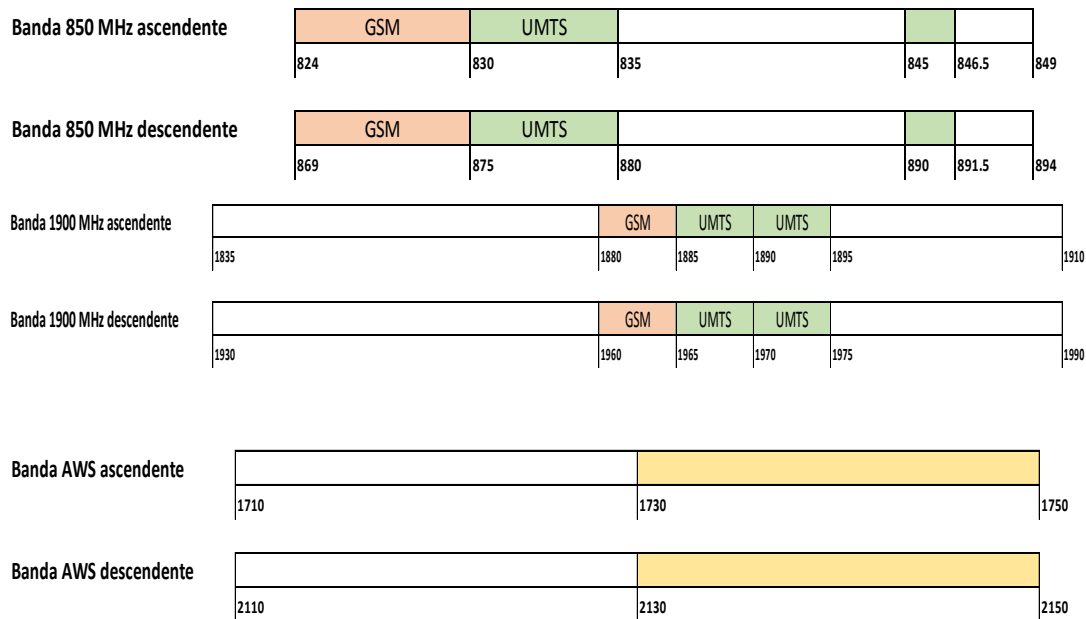 Banda 850 MHz ascendente GSM UMTS
824 830 835 845 846.5 849
Banda 850 MHz descendente GSM UMTS
869 875 880 890 891.5 894
Banda 1900 MHz ascendente GSM UMTS UMTS
1835 1880 1885 1890 1895 1910
Banda 1900 MHz descendente GSM UMTS UMTS
1930 1960 1965 1970 1975 1990
Banda AWS ascendente
1710 1730 1750
Banda AWS descendente
2110 2130 2150